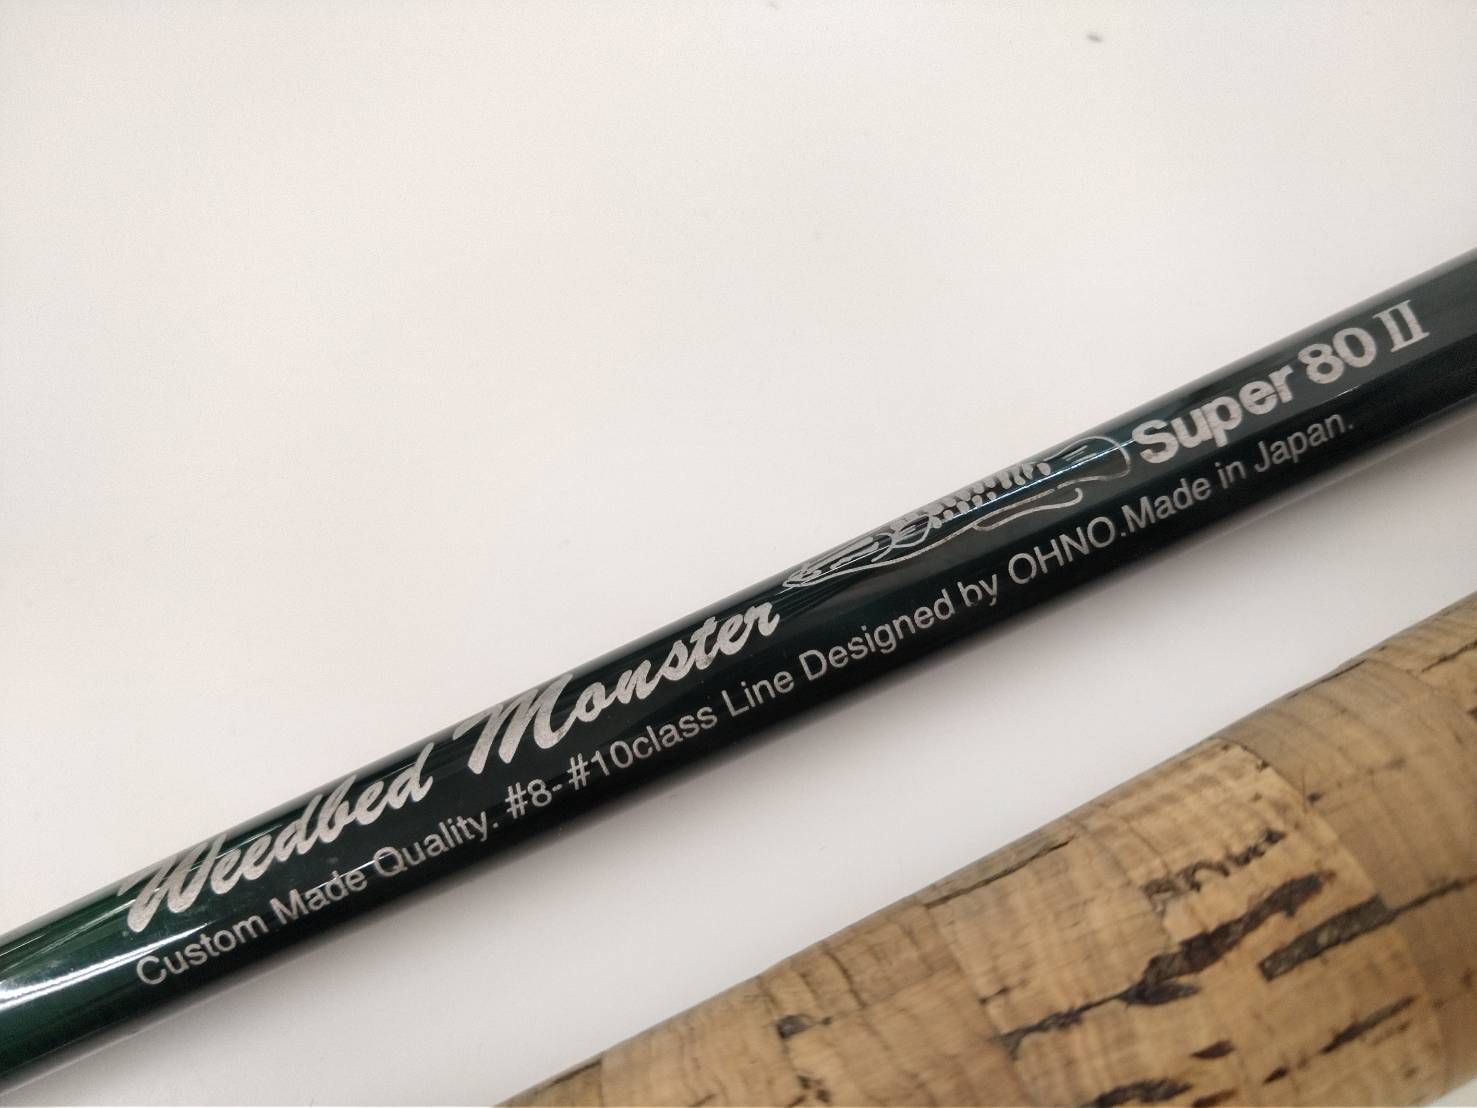 Weedbed Monster Super 80 II
Custom Made Quality. #8-#10class Line Designed by OHNO.Made in Japan.